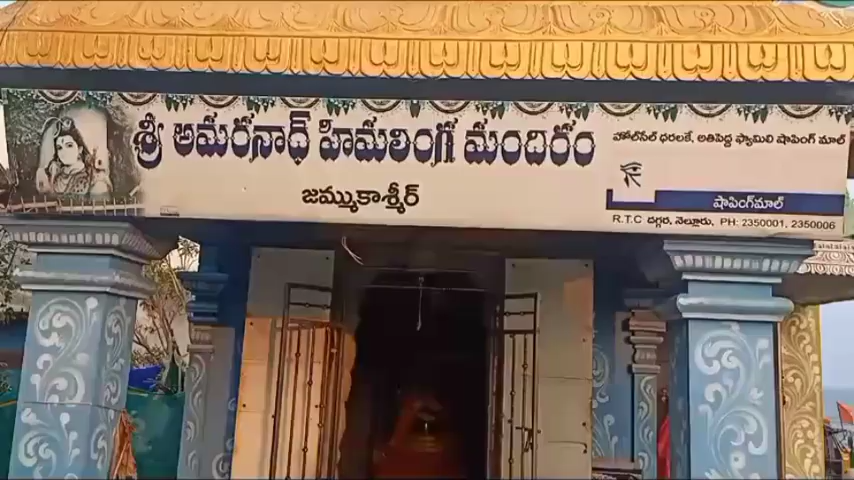 శ్రీ అమరనాధ్ హిమలింగ మందిరం
జమ్ముకాశ్మీర్
హోల్‌సేల్ ధరలకే, అతిపెద్ద ఫ్యామిలి షాపింగ్ మాల్
షాపింగ్‌మాల్
R.T.C దగ్గర, నెల్లూరు, PH: 2350001, 2350006